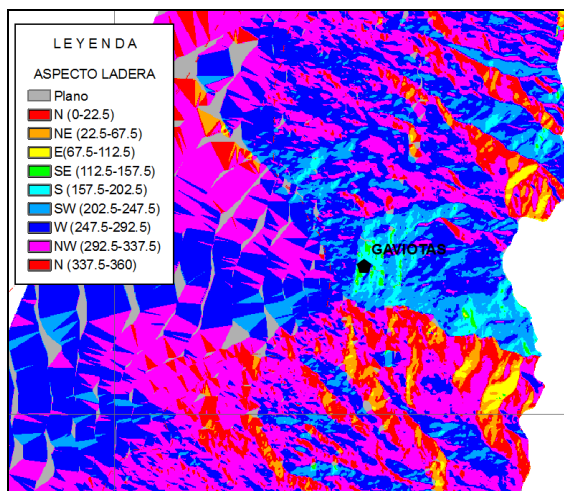 LEYENDA
ASPECTO LADERA
Plano
N (0-22.5)
NE (22.5-67.5)
E(67.5-112.5)
SE (112.5-157.5)
S (157.5-202.5)
SW (202.5-247.5)
W (247.5-292.5)
NW (292.5-337.5)
N (337.5-360)
GAVIOTAS